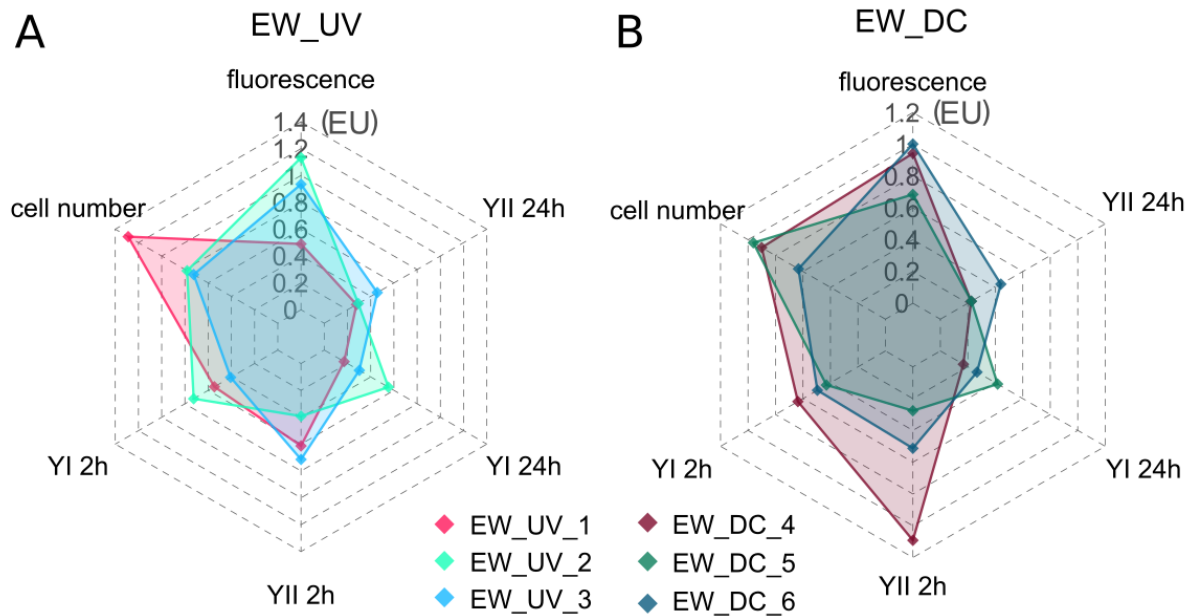 A
EW_UV
fluorescence
1.4 (EU)
1.2
1
0.8
0.6
0.4
0.2
0
cell number
YII 24h
YI 2h
YI 24h
YII 2h
B
EW_DC
fluorescence
1.2 (EU)
1
0.8
0.6
0.4
0.2
0
cell number
YII 24h
YI 2h
YI 24h
YII 2h
EW_UV_1
EW_UV_2
EW_UV_3
EW_DC_4
EW_DC_5
EW_DC_6